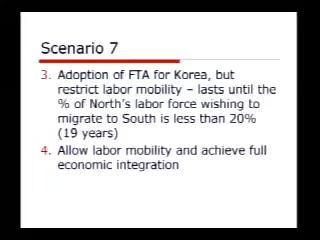 Scenario 7
3. Adoption of FTA for Korea, but
restrict labor mobility – lasts until the
% of North's labor force wishing to
migrate to South is less than 20%
(19 years)
4. Allow labor mobility and achieve full
economic integration